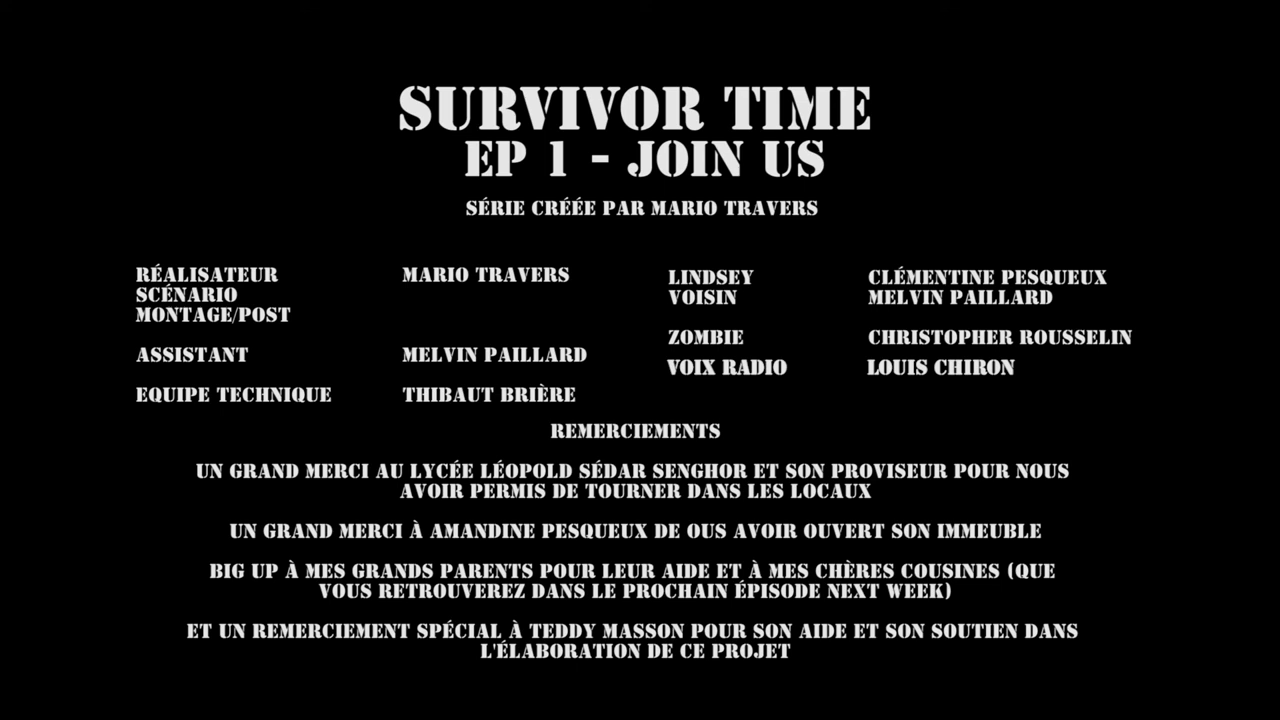 SURVIVOR TIME
EP 1 - JOIN US
SÉRIE CRÉÉE PAR MARIO TRAVERS
RÉALISATEUR MARIO TRAVERS
SCÉNARIO
MONTAGE/POST
ASSISTANT MELVIN PAILLARD
EQUIPE TECHNIQUE THIBAUT BRIÈRE
LINDSEY CLÉMENTINE PESQUEUX
VOISIN MELVIN PAILLARD
ZOMBIE CHRISTOPHER ROUSSELIN
VOIX RADIO LOUIS CHIRON
REMERCIEMENTS
UN GRAND MERCI AU LYCÉE LÉOPOLD SÉDAR SENGHOR ET SON PROVISEUR POUR NOUS
AVOIR PERMIS DE TOURNER DANS LES LOCAUX
UN GRAND MERCI À AMANDINE PESQUEUX DE OUS AVOIR OUVERT SON IMMEUBLE
BIG UP À MES GRANDS PARENTS POUR LEUR AIDE ET À MES CHÈRES COUSINES (QUE
VOUS RETROUVEREZ DANS LE PROCHAIN ÉPISODE NEXT WEEK)
ET UN REMERCIEMENT SPÉCIAL À TEDDY MASSON POUR SON AIDE ET SON SOUTIEN DANS
L'ÉLABORATION DE CE PROJET